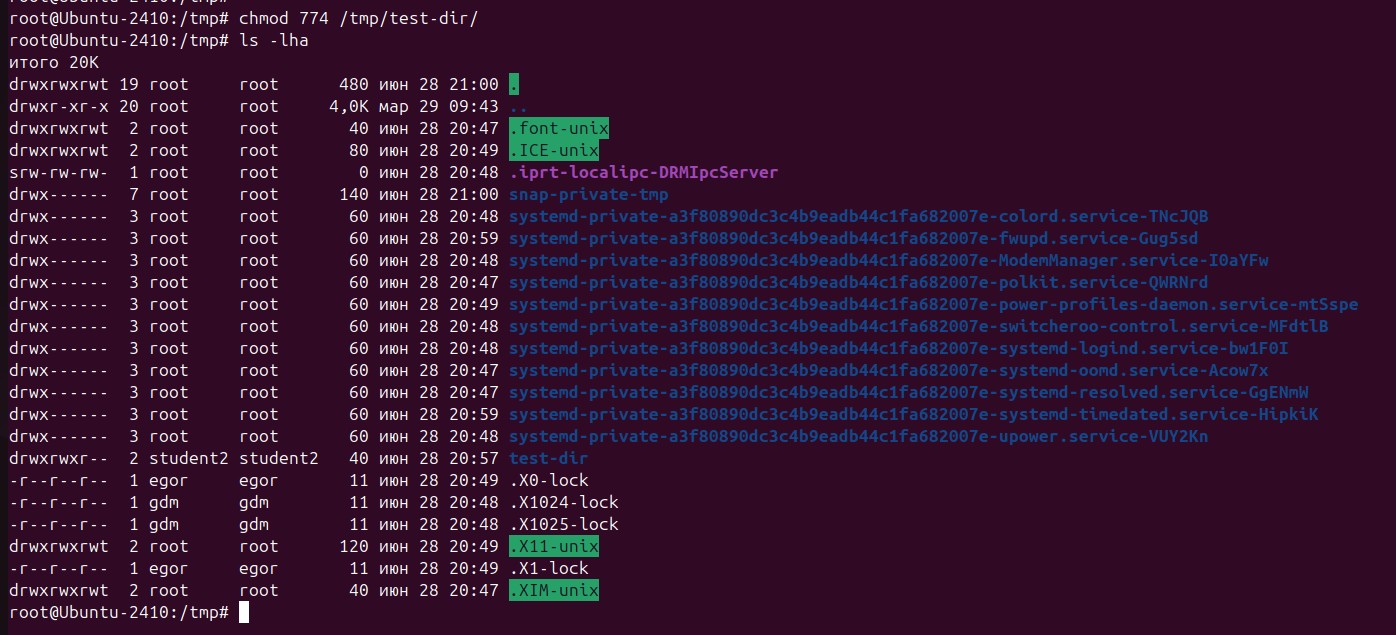 root@Ubuntu-2410:/tmp# chmod 774 /tmp/test-dir/
root@Ubuntu-2410:/tmp# ls -lha
итого 20K
drwxrwxrwt 19 root     root      480 июн 28 21:00 .
drwxr-xr-x 20 root     root     4,0K мар 29 09:43 ..
drwxrwxrwt  2 root     root       40 июн 28 20:47 .font-unix
drwxrwxrwt  2 root     root       80 июн 28 20:49 .ICE-unix
srw-rw-rw-  1 root     root        0 июн 28 20:48 .iprt-localipc-DRMIpcServer
drwx------  7 root     root      140 июн 28 21:00 snap-private-tmp
drwx------  3 root     root       60 июн 28 20:48 systemd-private-a3f80890dc3c4b9eadb44c1fa682007e-colord.service-TNcJQB
drwx------  3 root     root       60 июн 28 20:59 systemd-private-a3f80890dc3c4b9eadb44c1fa682007e-fwupd.service-Gug5sd
drwx------  3 root     root       60 июн 28 20:48 systemd-private-a3f80890dc3c4b9eadb44c1fa682007e-ModemManager.service-I0aYFw
drwx------  3 root     root       60 июн 28 20:47 systemd-private-a3f80890dc3c4b9eadb44c1fa682007e-polkit.service-QWRNrd
drwx------  3 root     root       60 июн 28 20:49 systemd-private-a3f80890dc3c4b9eadb44c1fa682007e-power-profiles-daemon.service-mtSspe
drwx------  3 root     root       60 июн 28 20:48 systemd-private-a3f80890dc3c4b9eadb44c1fa682007e-switcheroo-control.service-MFdtlB
drwx------  3 root     root       60 июн 28 20:48 systemd-private-a3f80890dc3c4b9eadb44c1fa682007e-systemd-logind.service-bw1F0I
drwx------  3 root     root       60 июн 28 20:47 systemd-private-a3f80890dc3c4b9eadb44c1fa682007e-systemd-oomd.service-Acow7x
drwx------  3 root     root       60 июн 28 20:47 systemd-private-a3f80890dc3c4b9eadb44c1fa682007e-systemd-resolved.service-GgENmW
drwx------  3 root     root       60 июн 28 20:59 systemd-private-a3f80890dc3c4b9eadb44c1fa682007e-systemd-timedated.service-HipkiK
drwx------  3 root     root       60 июн 28 20:48 systemd-private-a3f80890dc3c4b9eadb44c1fa682007e-upower.service-VUY2Kn
drwxrwxr--  2 student2 student2   40 июн 28 20:57 test-dir
-r--r--r--  1 egor     egor       11 июн 28 20:49 .X0-lock
-r--r--r--  1 gdm      gdm        11 июн 28 20:48 .X1024-lock
-r--r--r--  1 gdm      gdm        11 июн 28 20:48 .X1025-lock
drwxrwxrwt  2 root     root      120 июн 28 20:49 .X11-unix
-r--r--r--  1 egor     egor       11 июн 28 20:49 .X1-lock
drwxrwxrwt  2 root     root       40 июн 28 20:47 .XIM-unix
root@Ubuntu-2410:/tmp#